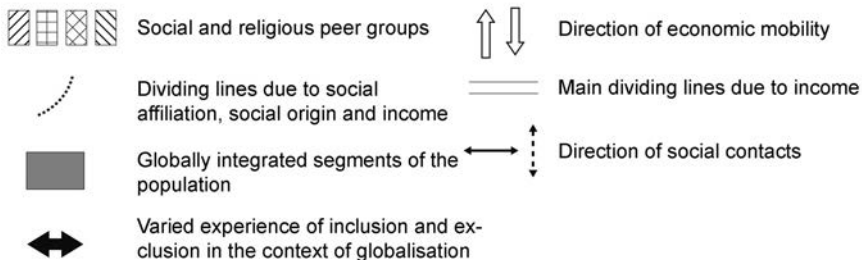 Social and religious peer groups
Dividing lines due to social
affiliation, social origin and income
Globally integrated segments of the
population
Varied experience of inclusion and ex-
clusion in the context of globalisation
Direction of economic mobility
Main dividing lines due to income
Direction of social contacts